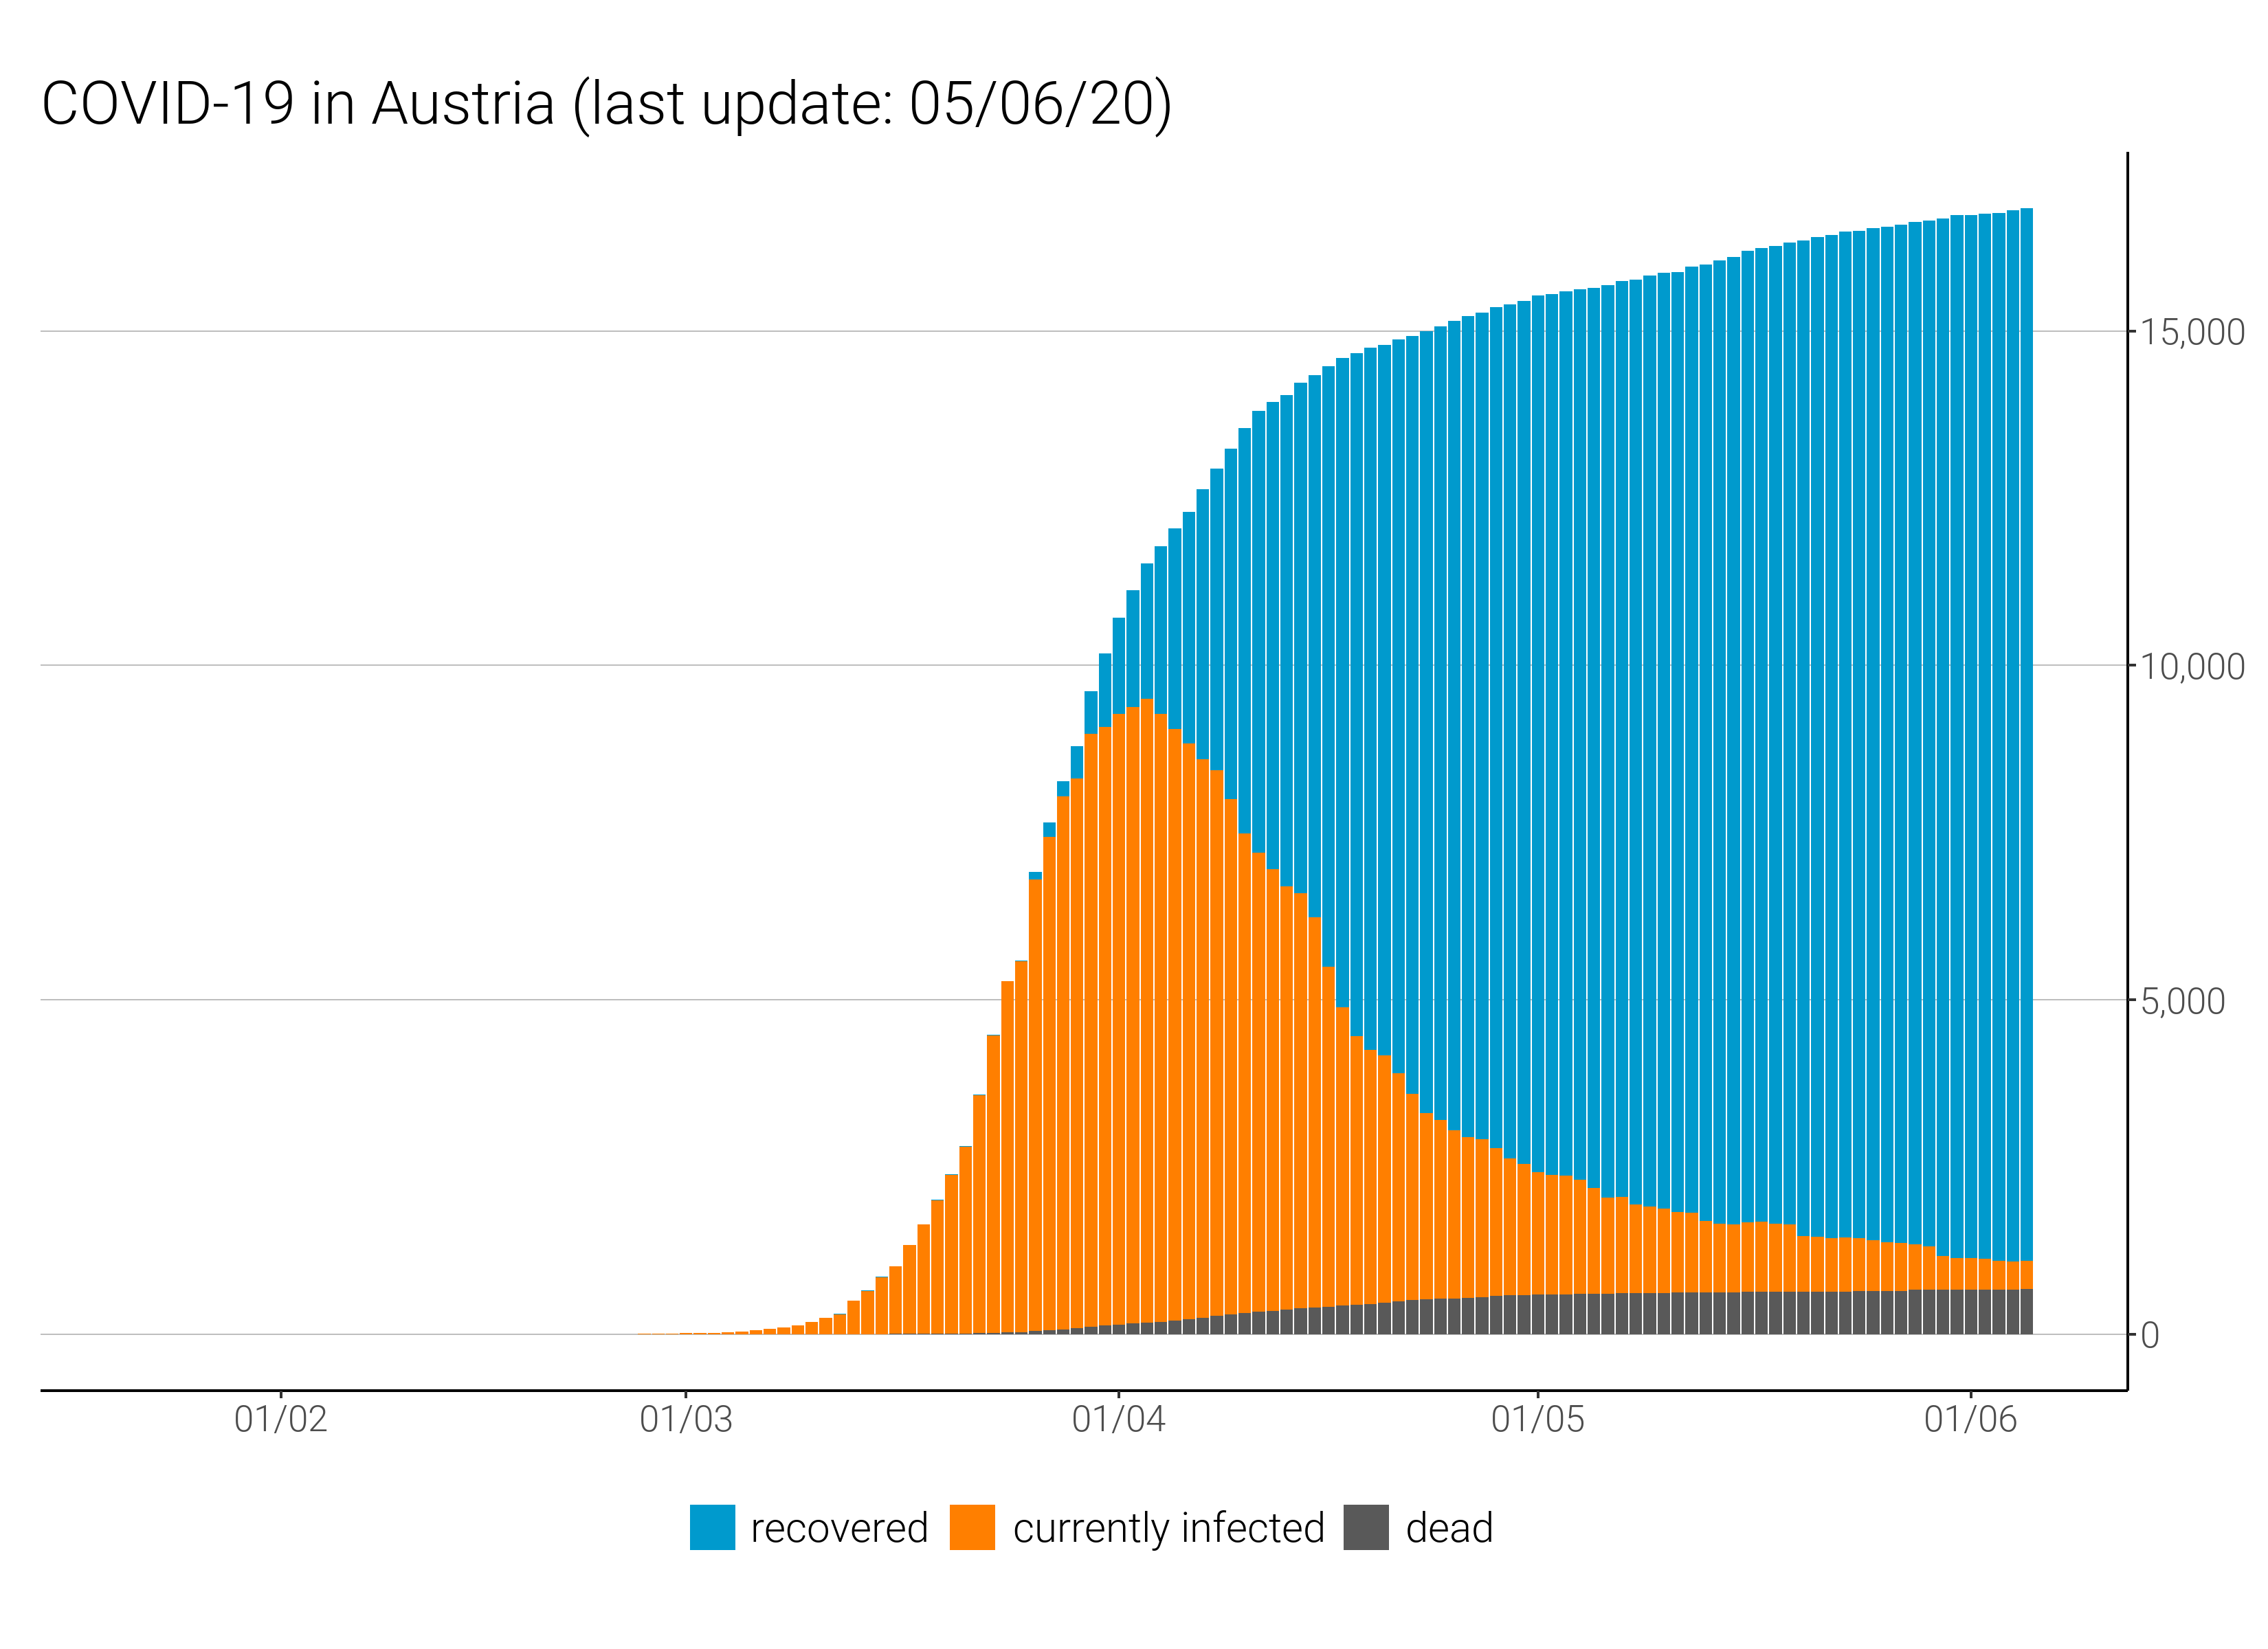 COVID-19 in Austria (last update: 05/06/20)
15,000
10,000
5,000
0
01/02 01/03 01/04 01/05 01/06
recovered currently infected dead